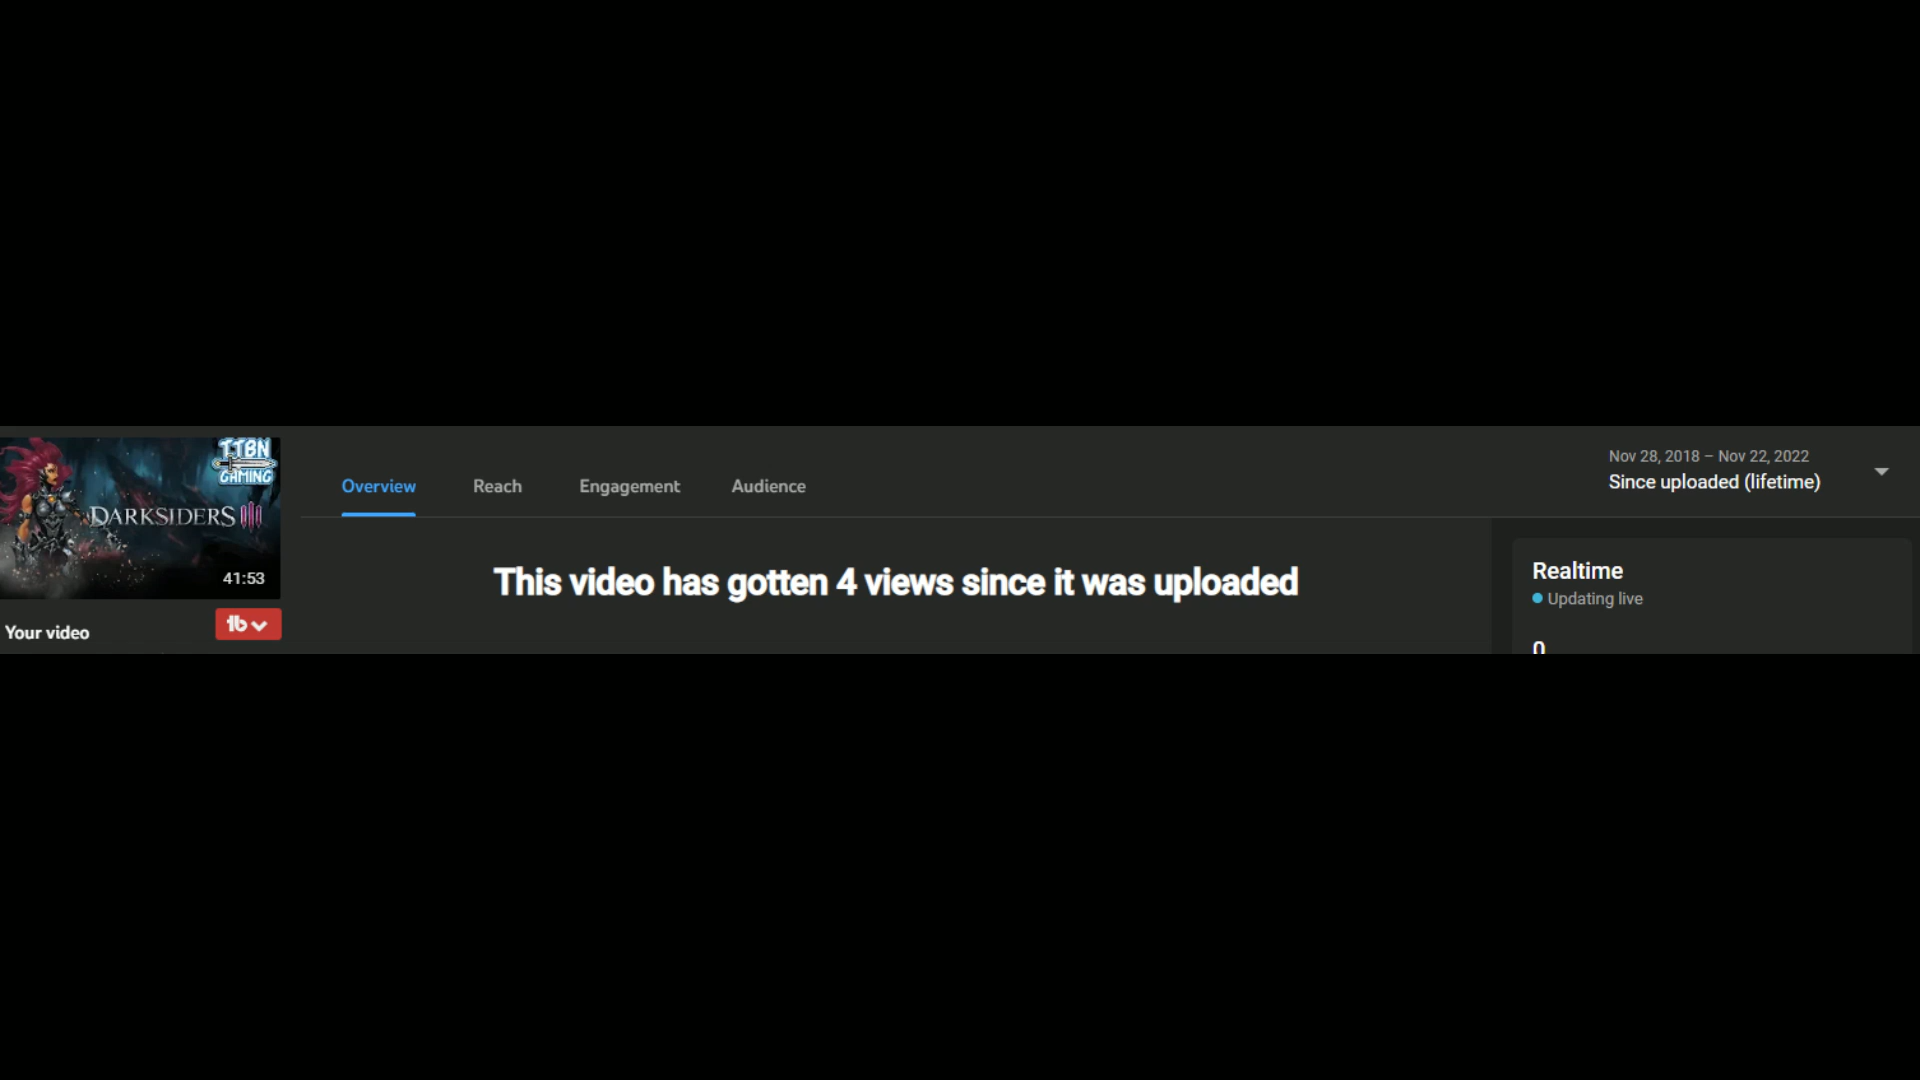 TTBN
GAMING
DARKSIDERS III
41:53
Your video
Overview
Reach
Engagement
Audience
Nov 28, 2018 – Nov 22, 2022
Since uploaded (lifetime)
This video has gotten 4 views since it was uploaded
Realtime
Updating live
0